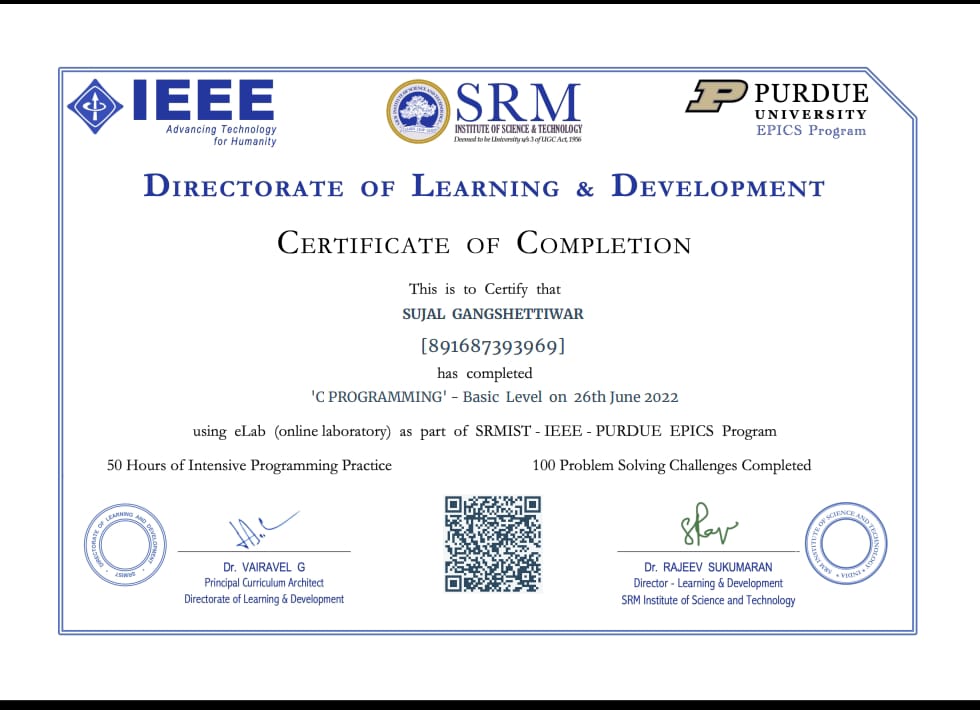 IEEE
Advancing Technology
for Humanity
SRM
INSTITUTE OF SCIENCE & TECHNOLOGY
Deemed to be University u/s 3 of UGC Act, 1956
PURDUE
UNIVERSITY
EPICS Program
DIRECTORATE OF LEARNING & DEVELOPMENT
CERTIFICATE OF COMPLETION
This is to Certify that
SUJAL GANGSHETTIWAR
[891687393969]
has completed
'C PROGRAMMING' - Basic Level on 26th June 2022
using eLab (online laboratory) as part of SRMIST - IEEE - PURDUE EPICS Program
50 Hours of Intensive Programming Practice
100 Problem Solving Challenges Completed
DIRECTORATE OF LEARNING AND DEVELOPMENT
SRMIST
Dr. VAIRAVEL G
Principal Curriculum Architect
Directorate of Learning & Development
Dr. RAJEEV SUKUMARAN
Director - Learning & Development
SRM Institute of Science and Technology
SRM INSTITUTE OF SCIENCE AND TECHNOLOGY
INDIA